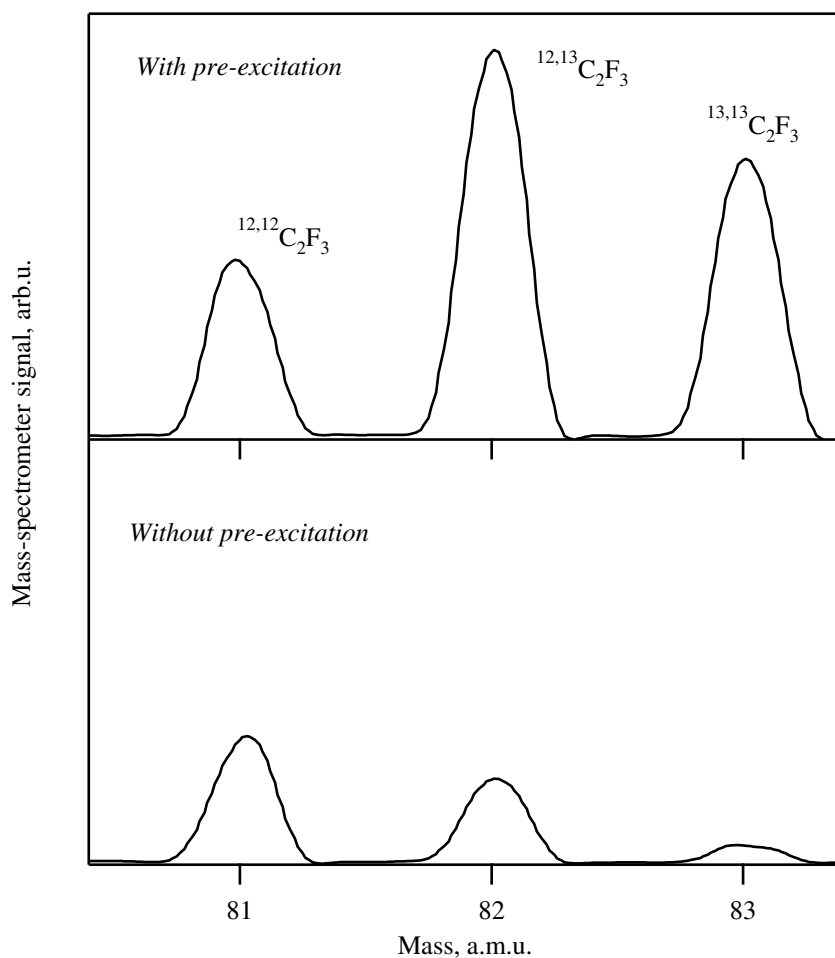 With pre-excitation
12,13C2F3
13,13C2F3
12,12C2F3
Mass-spectrometer signal, arb.u.
Without pre-excitation
81 82 83
Mass, a.m.u.